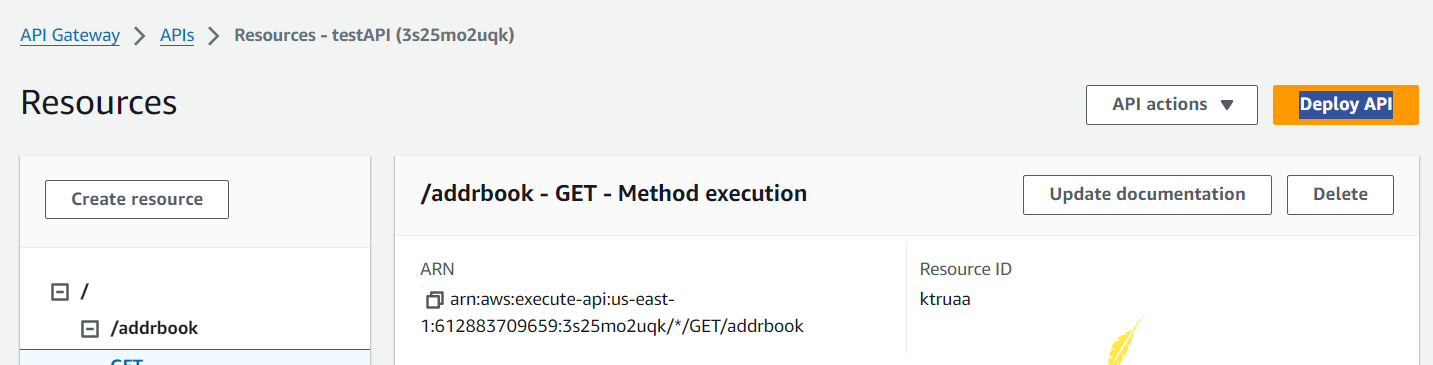 API Gateway > APIs > Resources - testAPI (3s25mo2uqk)
Resources
API actions
Deploy API
Create resource
/
/addrbook
GET
/addrbook - GET - Method execution
Update documentation
Delete
ARN
arn:aws:execute-api:us-east-
1:612883709659:3s25mo2uqk/*/GET/addrbook
Resource ID
ktruaa